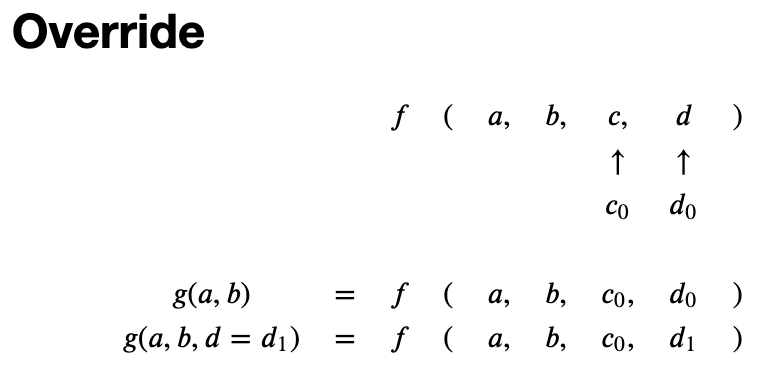 Override
f ( a, b, c, d )
↑ ↑
c₀ d₀
g(a, b) = f ( a, b, c₀, d₀ )
g(a, b, d = d₁) = f ( a, b, c₀, d₁ )